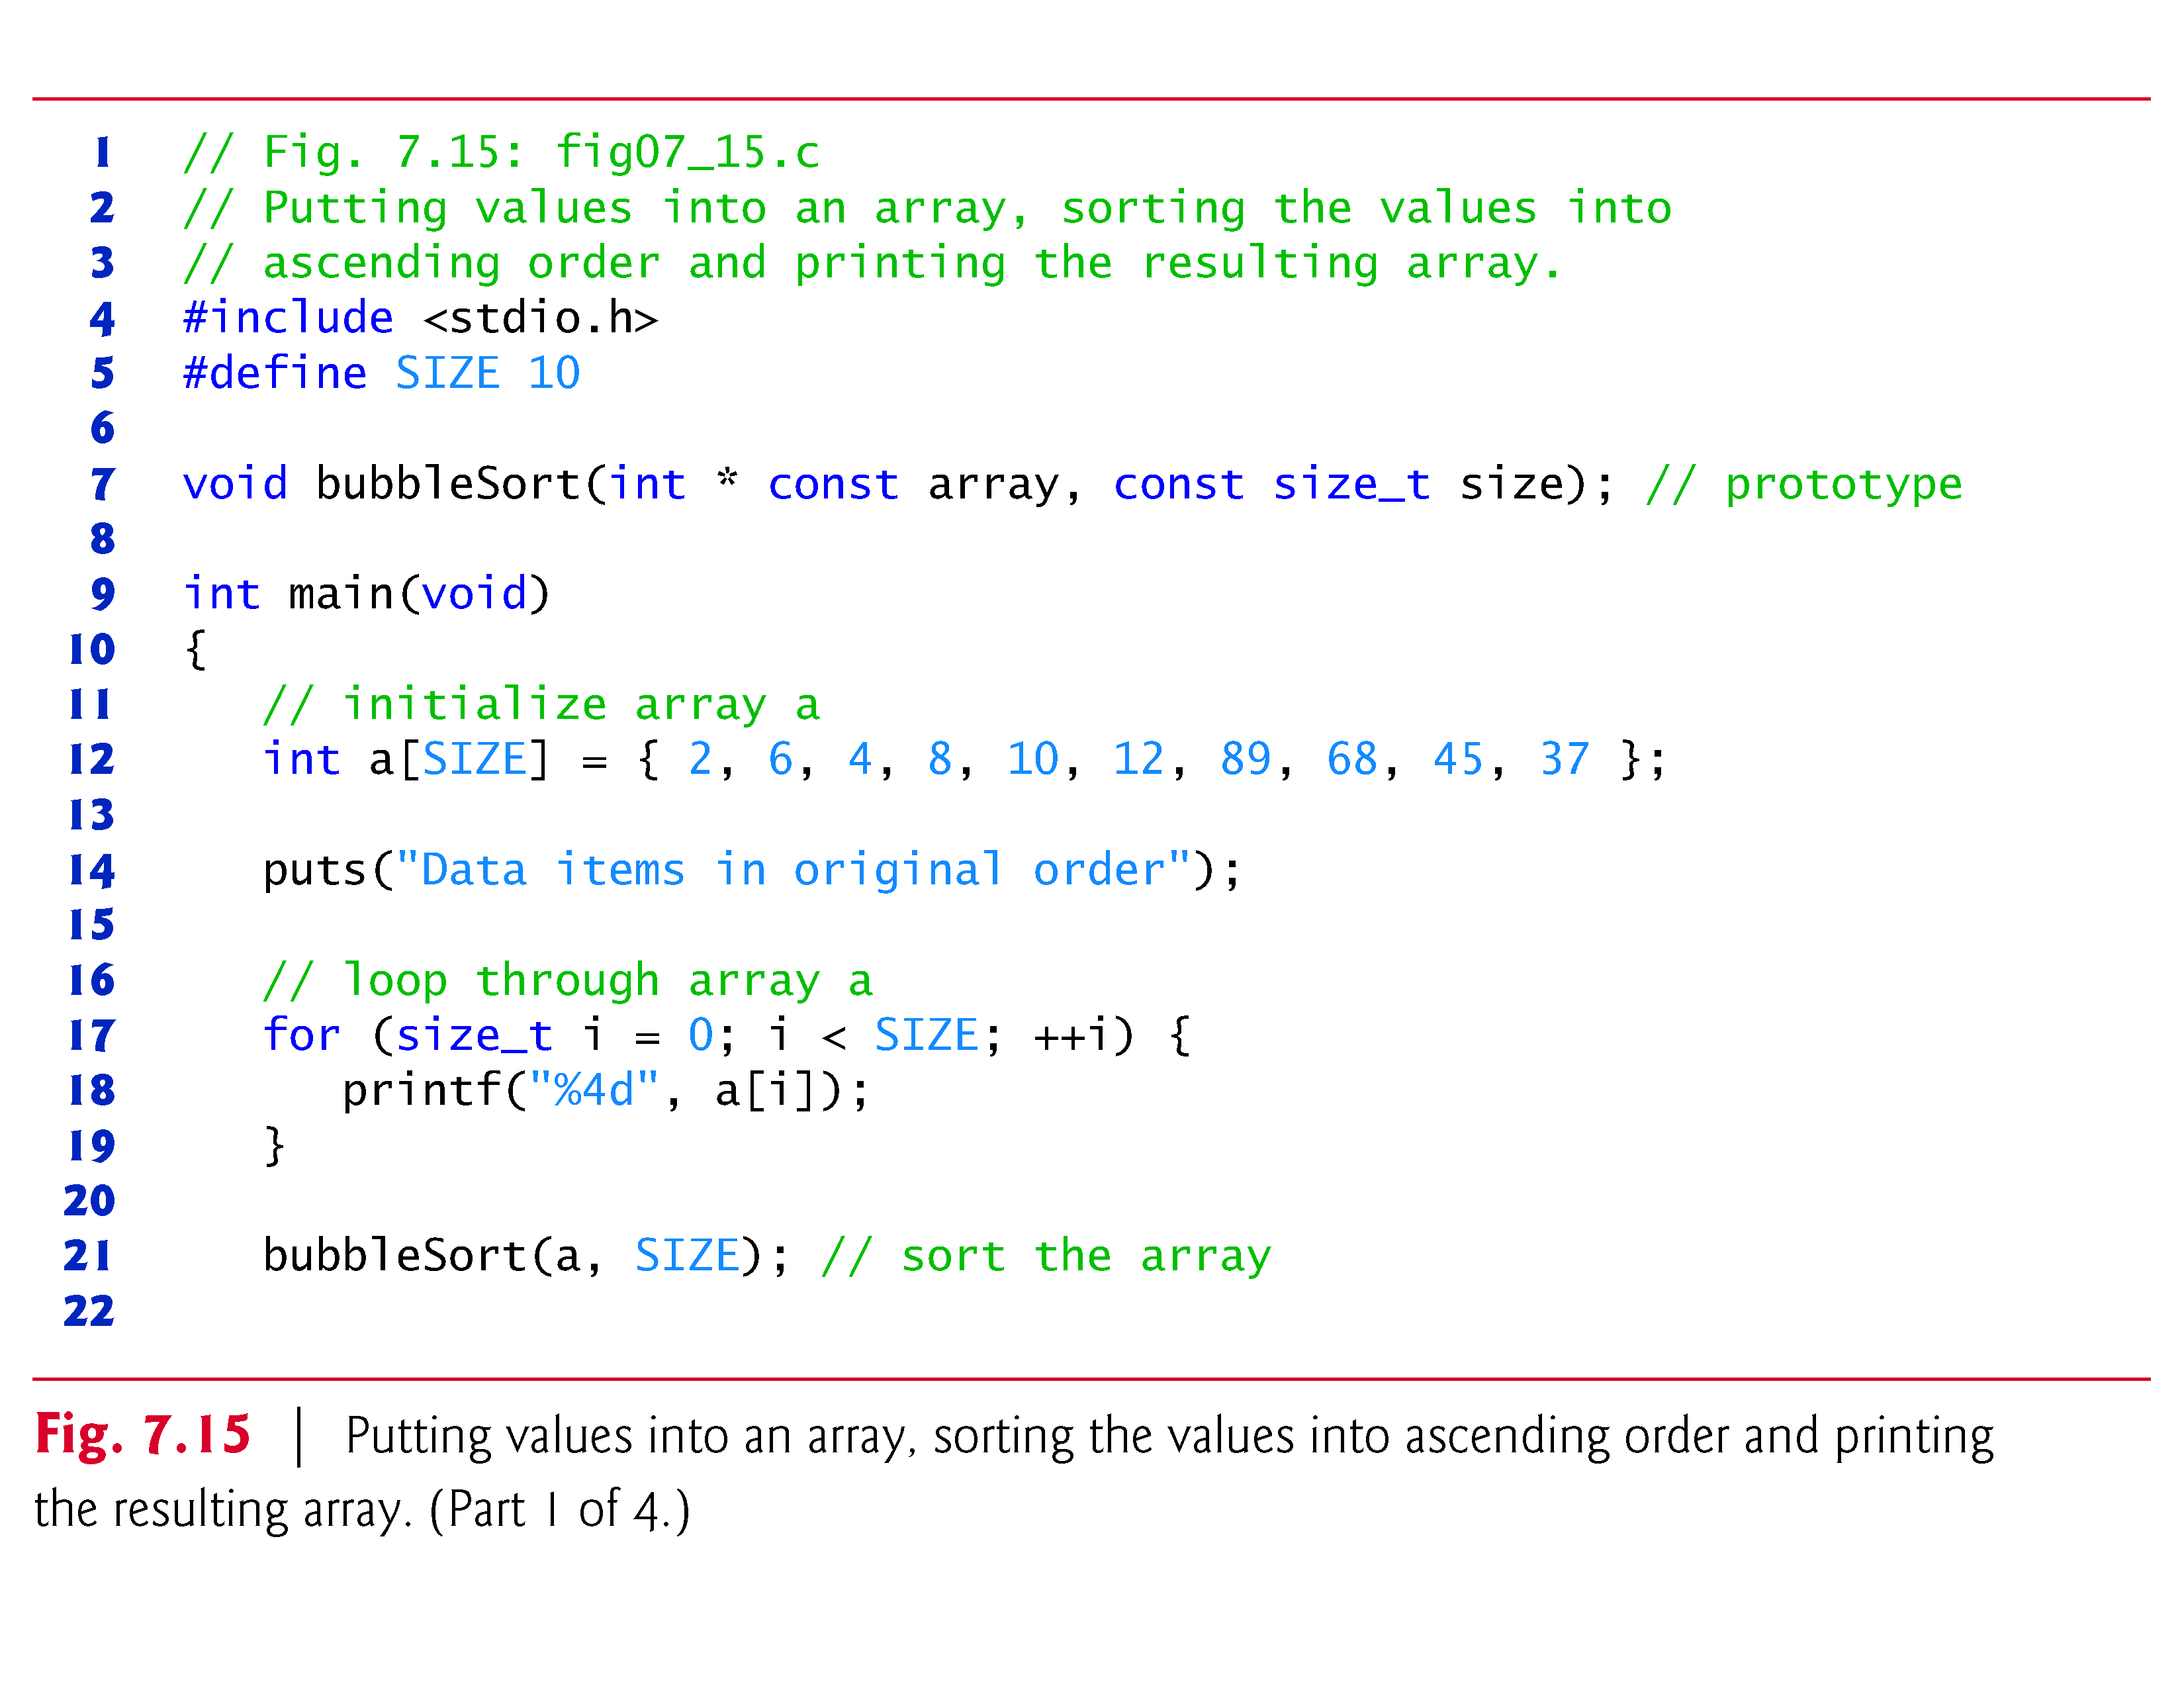 1 // Fig. 7.15: fig07_15.c
2 // Putting values into an array, sorting the values into
3 // ascending order and printing the resulting array.
4 #include <stdio.h>
5 #define SIZE 10
6
7 void bubbleSort(int * const array, const size_t size); // prototype
8
9 int main(void)
10 {
11    // initialize array a
12    int a[SIZE] = { 2, 6, 4, 8, 10, 12, 89, 68, 45, 37 };
13
14    puts("Data items in original order");
15
16    // loop through array a
17    for (size_t i = 0; i < SIZE; ++i) {
18       printf("%4d", a[i]);
19    }
20
21    bubbleSort(a, SIZE); // sort the array
22
Fig. 7.15 | Putting values into an array, sorting the values into ascending order and printing
the resulting array. (Part 1 of 4.)